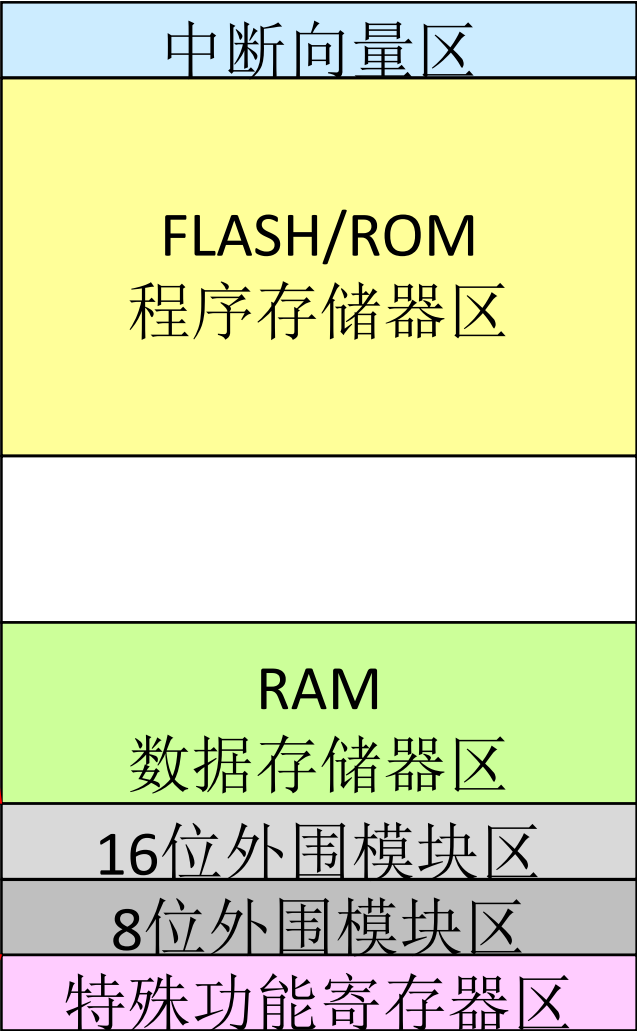 中断向量区
FLASH/ROM
程序存储器区
RAM
数据存储器区
16位外围模块区
8位外围模块区
特殊功能寄存器区